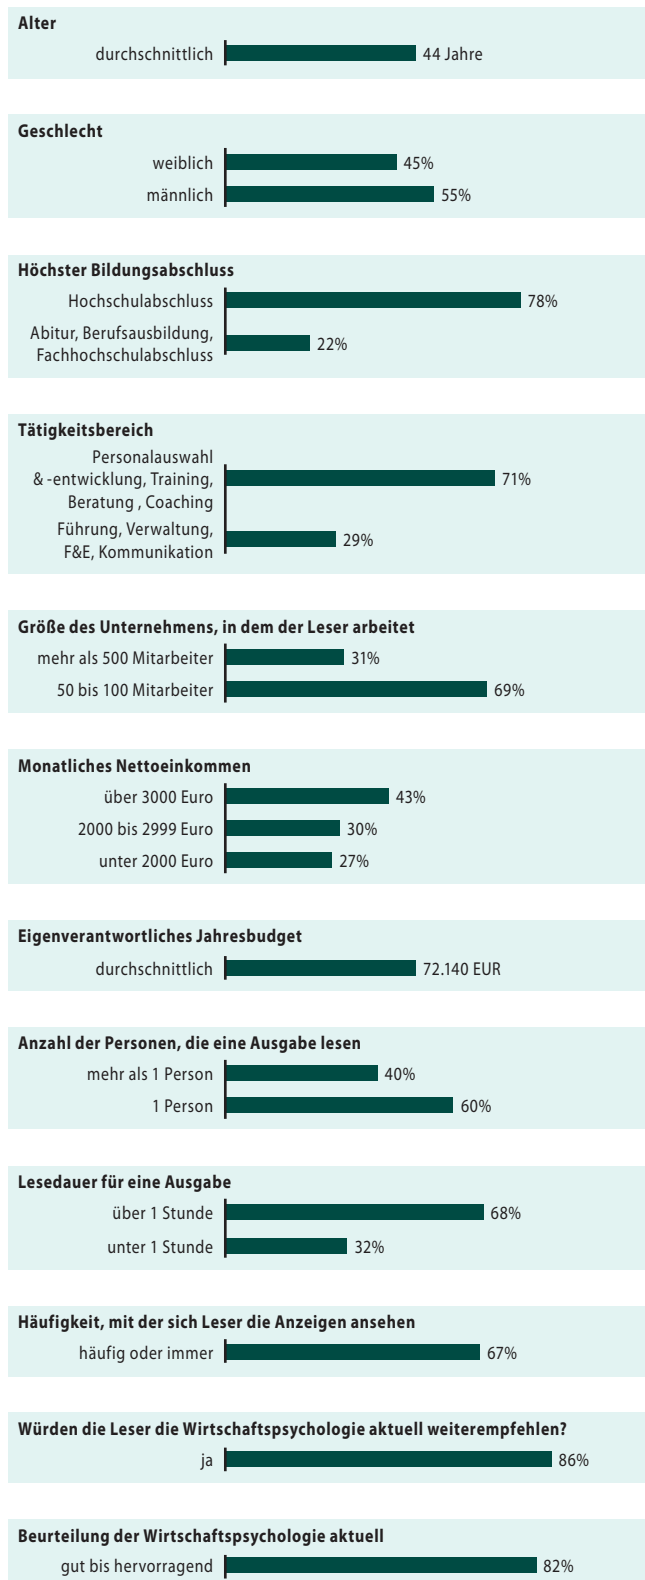 Alter
durchschnittlich 44 Jahre
Geschlecht
weiblich 45%
männlich 55%
Höchster Bildungsabschluss
Hochschulabschluss 78%
Abitur, Berufsausbildung,
Fachhochschulabschluss 22%
Tätigkeitsbereich
Personalauswahl
& -entwicklung, Training, 71%
Beratung , Coaching
Führung, Verwaltung,
F&E, Kommunikation 29%
Größe des Unternehmens, in dem der Leser arbeitet
mehr als 500 Mitarbeiter 31%
50 bis 100 Mitarbeiter 69%
Monatliches Nettoeinkommen
über 3000 Euro 43%
2000 bis 2999 Euro 30%
unter 2000 Euro 27%
Eigenverantwortliches Jahresbudget
durchschnittlich 72.140 EUR
Anzahl der Personen, die eine Ausgabe lesen
mehr als 1 Person 40%
1 Person 60%
Lesedauer für eine Ausgabe
über 1 Stunde 68%
unter 1 Stunde 32%
Häufigkeit, mit der sich Leser die Anzeigen ansehen
häufig oder immer 67%
Würden die Leser die Wirtschaftspsychologie aktuell weiterempfehlen?
ja 86%
Beurteilung der Wirtschaftspsychologie aktuell
gut bis hervorragend 82%